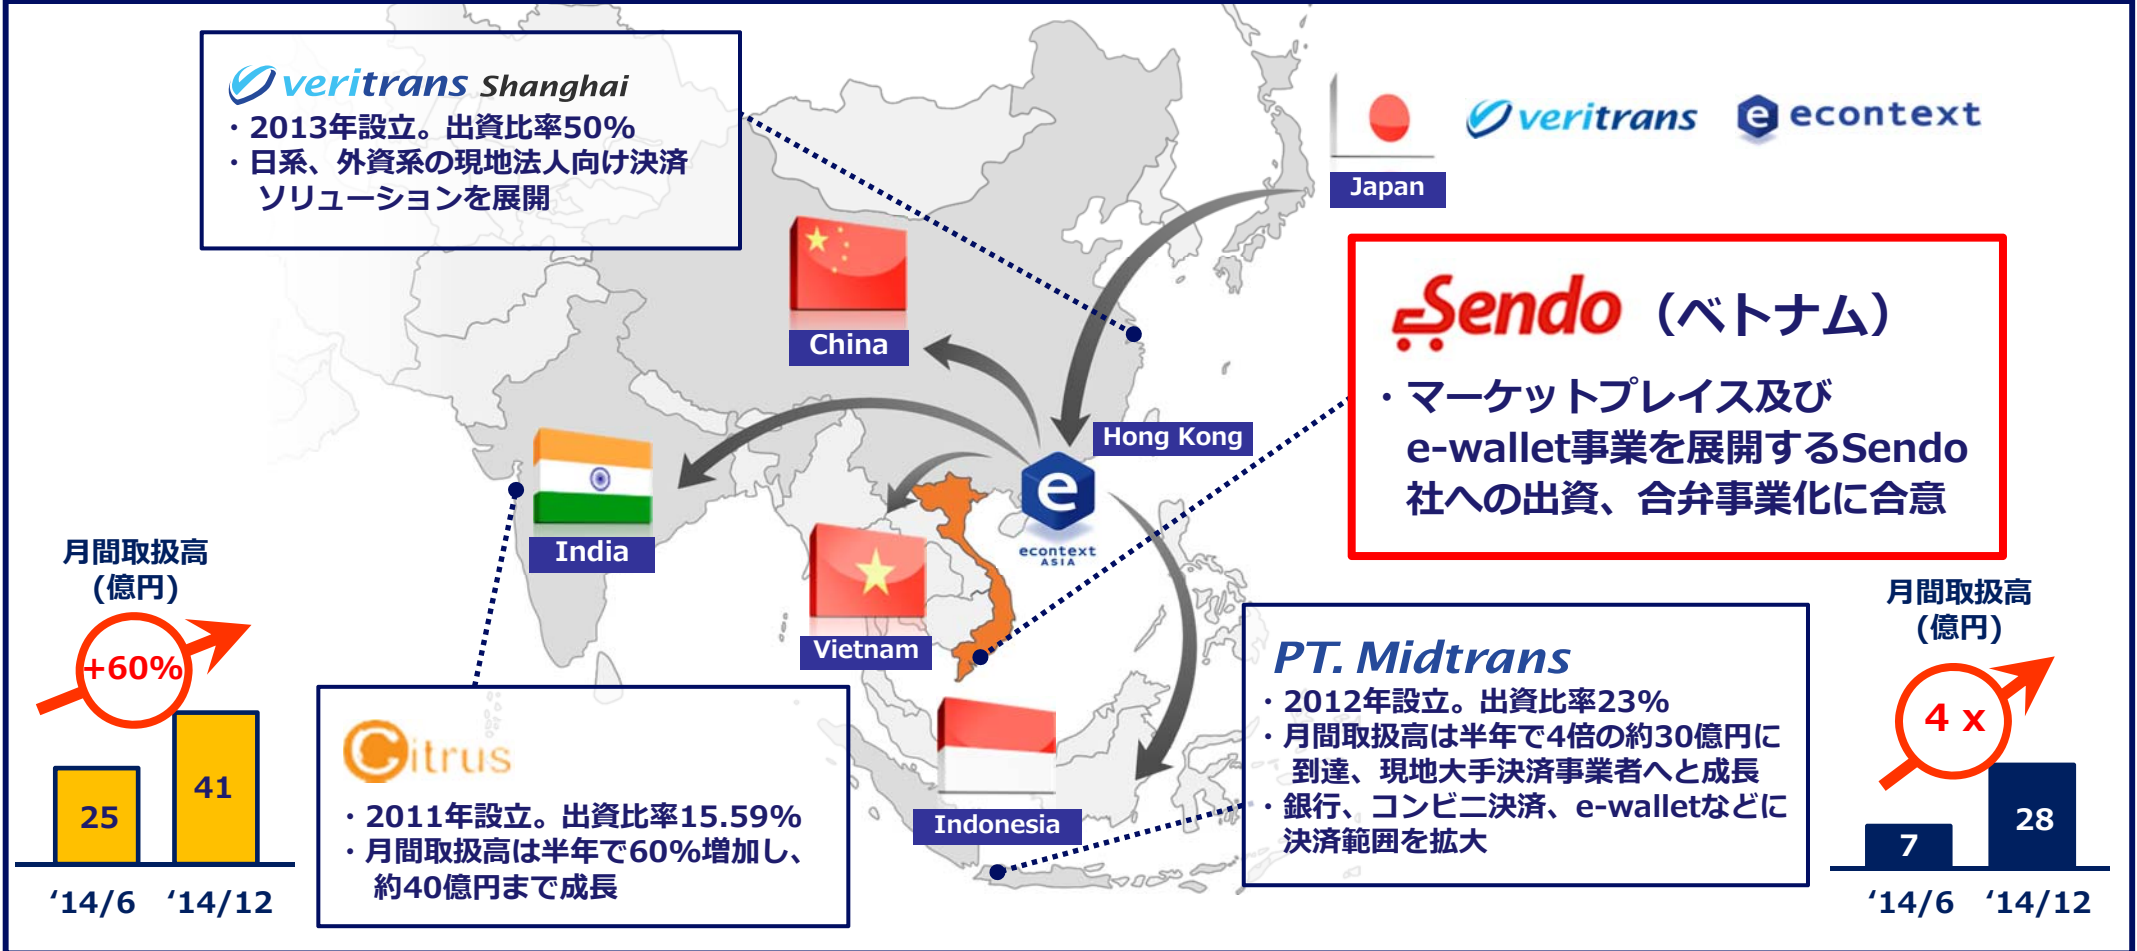 veritrans Shanghai
・2013年設立。出資比率50%
・日系、外資系の現地法人向け決済
ソリューションを展開
veritrans
e econtext
Japan
Sendo（ベトナム）
・マーケットプレイス及び
e-wallet事業を展開するSendo
社への出資、合弁事業化に合意
China
Hong Kong
e
econtext
ASIA
India
Vietnam
Indonesia
月間取扱高
(億円)
+60%
25
41
‘14/6
‘14/12
Citrus
・2011年設立。出資比率15.59%
・月間取扱高は半年で60%増加し、
約40億円まで成長
PT. Midtrans
・2012年設立。出資比率23%
・月間取扱高は半年で4倍の約30億円に
到達、現地大手決済事業者へと成長
・銀行、コンビニ決済、e-walletなどに
決済範囲を拡大
月間取扱高
(億円)
4 x
7
28
‘14/6
‘14/12